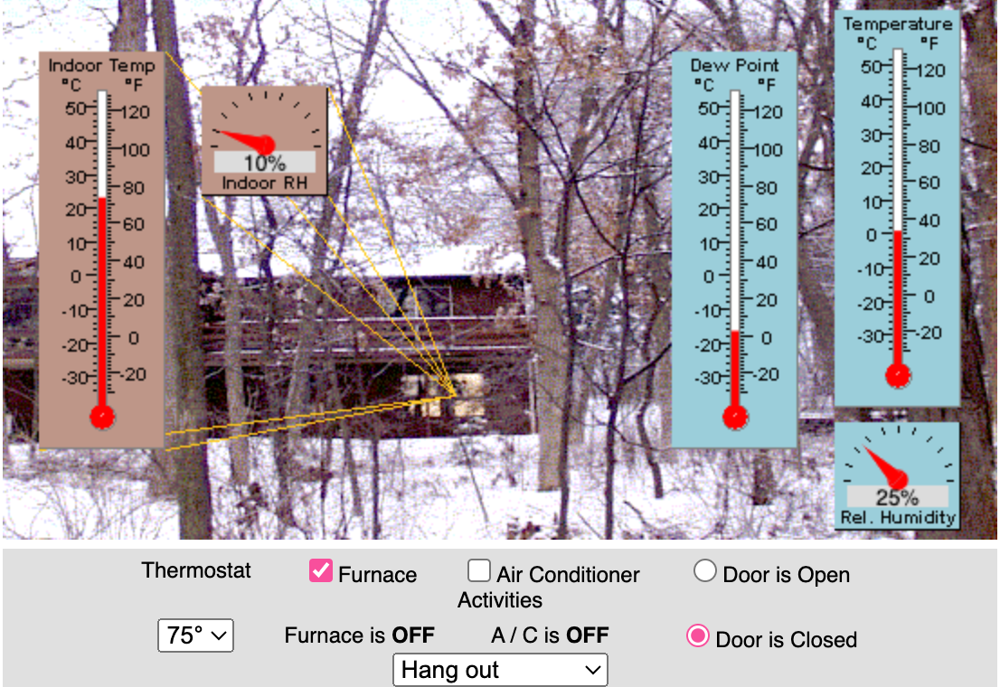 Indoor Temp
°C °F
50 120
40 100
30 80
20 60
10 40
0 20
-10 0
-20 -20
-30
10%
Indoor RH
Dew Point
°C °F
50 120
40 100
30 80
20 60
10 40
0 20
-10 0
-20 -20
-30
Temperature
°C °F
50 120
40 100
30 80
20 60
10 40
0 20
-10 0
-20 -20
-30
25%
Rel. Humidity
Thermostat Furnace Air Conditioner Door is Open
Activities
75° Furnace is OFF A / C is OFF Door is Closed
Hang out